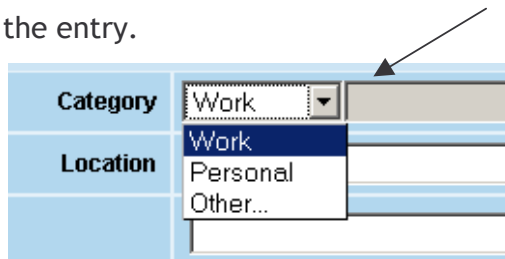 the entry.
Category Work
Work
Location
Personal
Other...